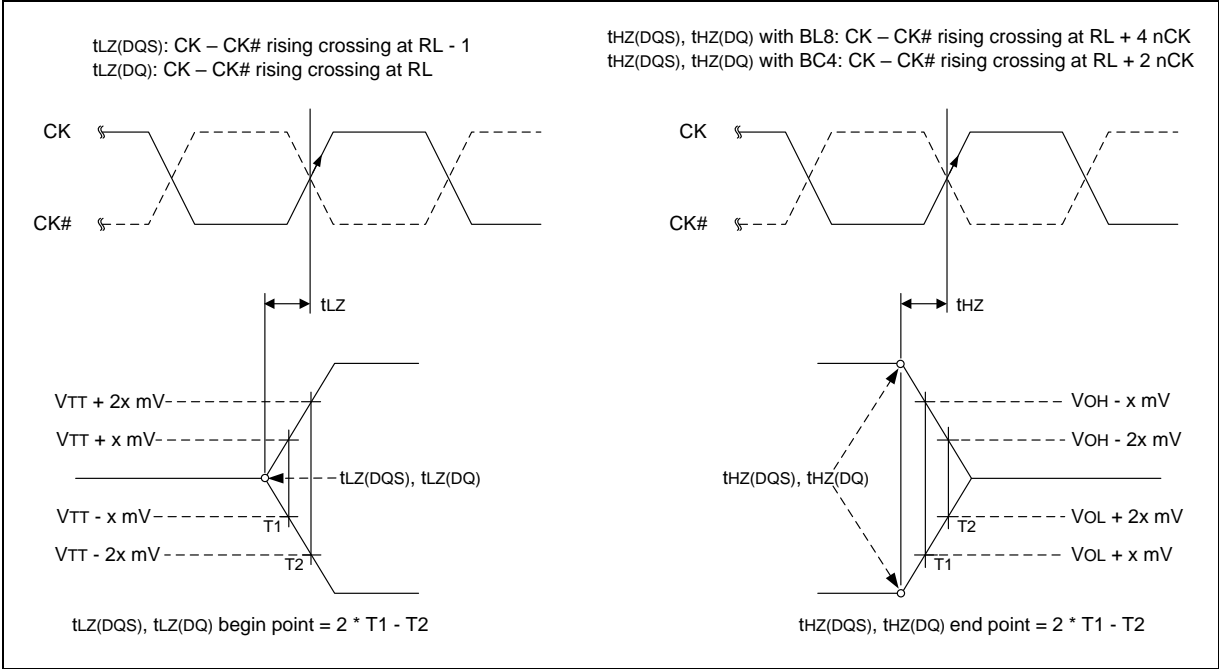 tLZ(DQS): CK – CK# rising crossing at RL - 1
tLZ(DQ): CK – CK# rising crossing at RL
CK
CK#
tLZ
VTT + 2x mV
VTT + x mV
tLZ(DQS), tLZ(DQ)
VTT - x mV
T1
VTT - 2x mV
T2
tLZ(DQS), tLZ(DQ) begin point = 2 * T1 - T2
tHZ(DQS), tHZ(DQ) with BL8: CK – CK# rising crossing at RL + 4 nCK
tHZ(DQS), tHZ(DQ) with BC4: CK – CK# rising crossing at RL + 2 nCK
CK
CK#
tHZ
VOH - x mV
VOH - 2x mV
tHZ(DQS), tHZ(DQ)
VOL + 2x mV
T2
VOL + x mV
T1
tHZ(DQS), tHZ(DQ) end point = 2 * T1 - T2